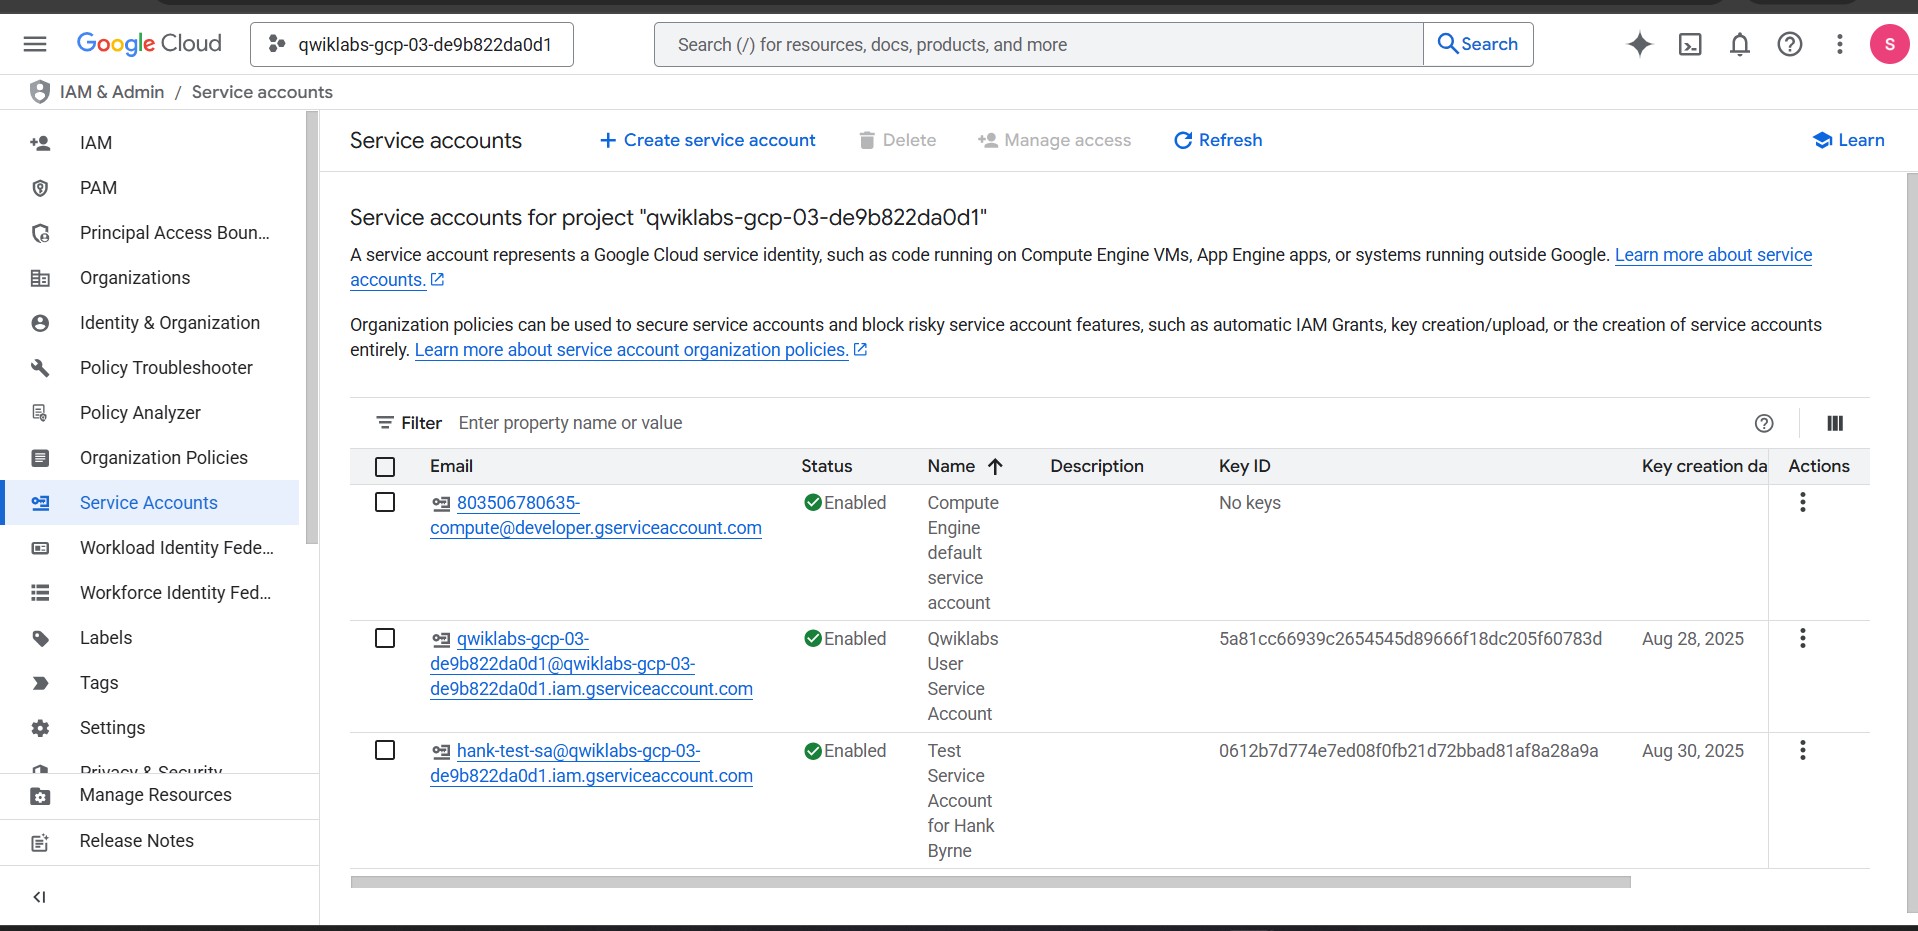 Google Cloud
qwiklabs-gcp-03-de9b822da0d1
Search (/) for resources, docs, products, and more
Search
S
IAM & Admin / Service accounts
IAM
PAM
Principal Access Boun...
Organizations
Identity & Organization
Policy Troubleshooter
Policy Analyzer
Organization Policies
Service Accounts
Workload Identity Fede...
Workforce Identity Fed...
Labels
Tags
Settings
Privacy & Security
Manage Resources
Release Notes
Service accounts
Create service account
Delete
Manage access
Refresh
Learn
Service accounts for project "qwiklabs-gcp-03-de9b822da0d1"
A service account represents a Google Cloud service identity, such as code running on Compute Engine VMs, App Engine apps, or systems running outside Google. Learn more about service
accounts.
Organization policies can be used to secure service accounts and block risky service account features, such as automatic IAM Grants, key creation/upload, or the creation of service accounts
entirely. Learn more about service account organization policies.
Filter Enter property name or value
Email Status Name Description Key ID Key creation da Actions
803506780635-
compute@developer.gserviceaccount.com
Enabled
Compute
Engine
default
service
account
No keys
qwiklabs-gcp-03-
de9b822da0d1@qwiklabs-gcp-03-
de9b822da0d1.iam.gserviceaccount.com
Enabled
Qwiklabs
User
Service
Account
5a81cc66939c2654545d89666f18dc205f60783d
Aug 28, 2025
hank-test-sa@qwiklabs-gcp-03-
de9b822da0d1.iam.gserviceaccount.com
Enabled
Test
Service
Account
for Hank
Byrne
0612b7d774e7ed08f0fb21d72bbad81af8a28a9a
Aug 30, 2025